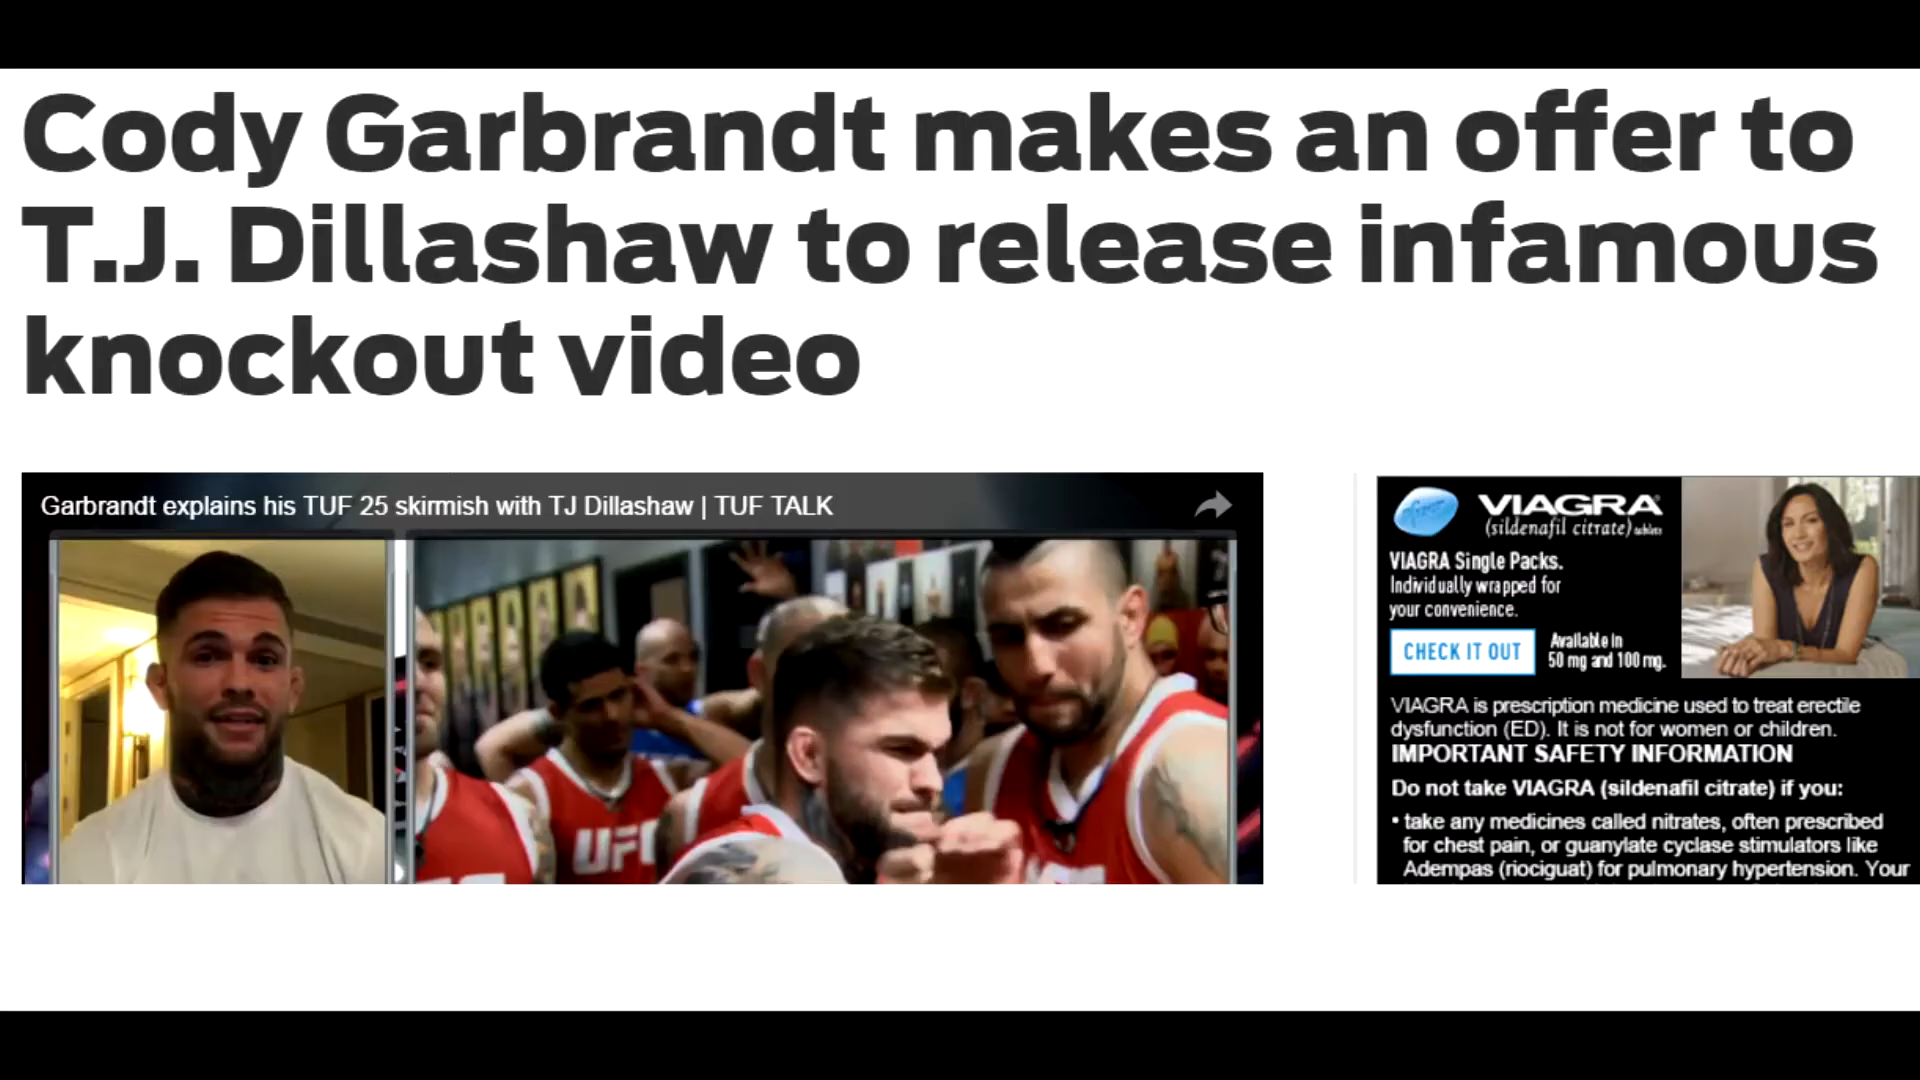 Cody Garbrandt makes an offer to
T.J. Dillashaw to release infamous
knockout video
Garbrandt explains his TUF 25 skirmish with TJ Dillashaw | TUF TALK
UFC
VIAGRA
(sildenafil citrate) tablets
VIAGRA Single Packs.
Individually wrapped for
your convenience.
CHECK IT OUT
Available in
50 mg and 100 mg.
VIAGRA is prescription medicine used to treat erectile
dysfunction (ED). It is not for women or children.
IMPORTANT SAFETY INFORMATION
Do not take VIAGRA (sildenafil citrate) if you:
• take any medicines called nitrates, often prescribed
for chest pain, or guanylate cyclase stimulators like
Adempas (riociguat) for pulmonary hypertension. Your